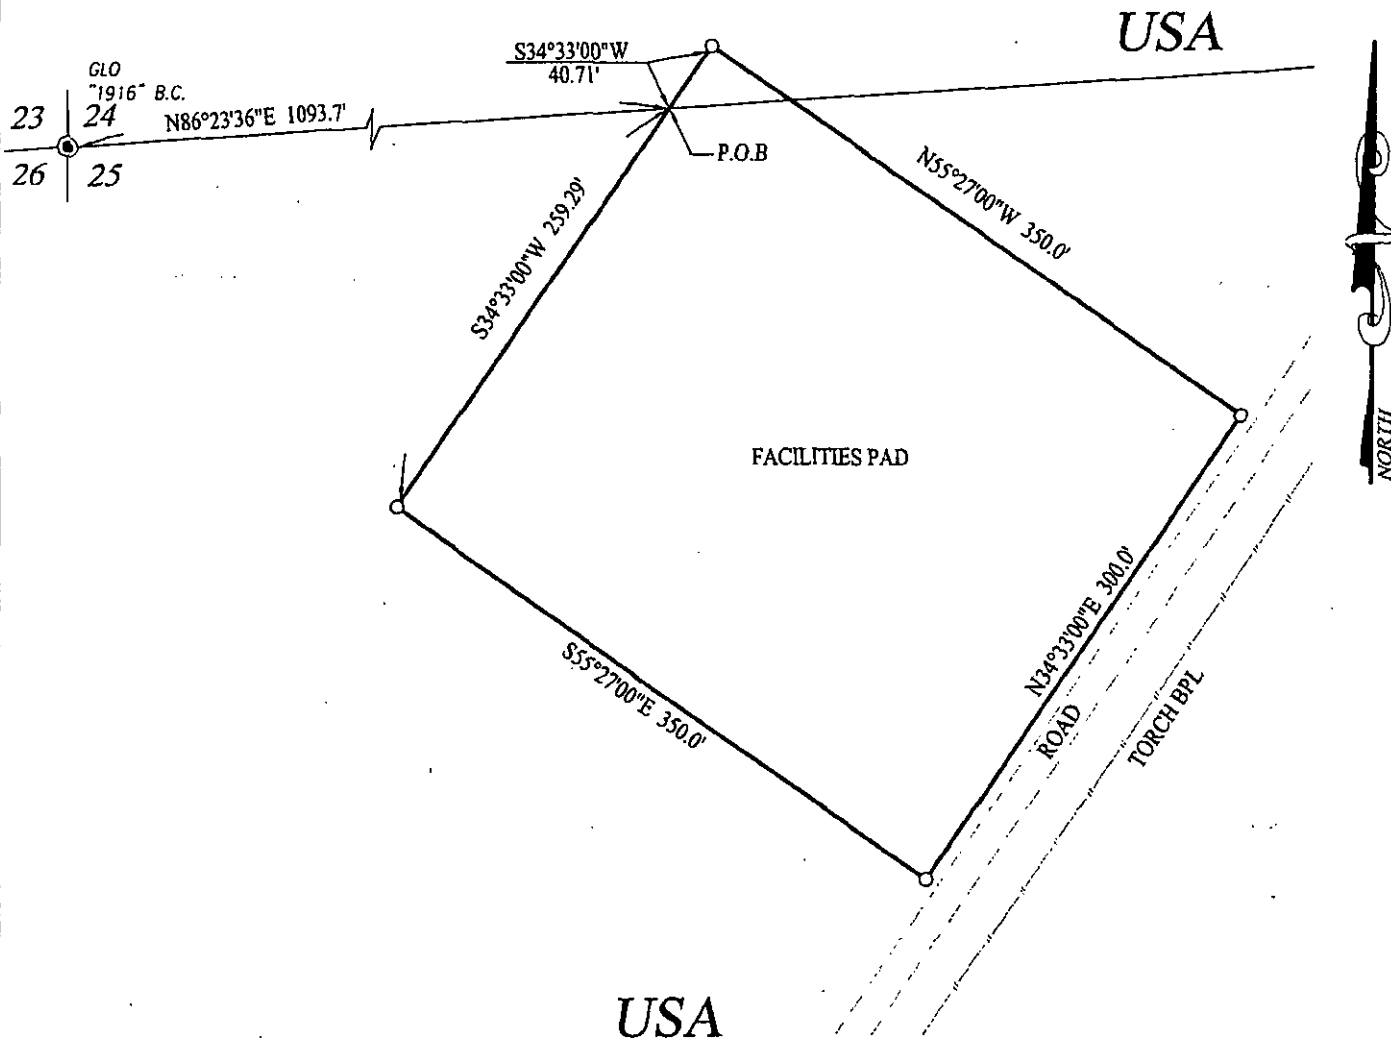 USA
S34°33'00"W
40.71'
GLO
"1916" B.C.
23 24
N86°23'36"E 1093.7'
26 25
P.O.B
N55°27'00"W 350.0'
S34°33'00"W 259.29'
FACILITIES PAD
NORTH
N34°33'00"E 300.0'
S55°27'00"E 350.0'
ROAD
TORCH BPL
USA